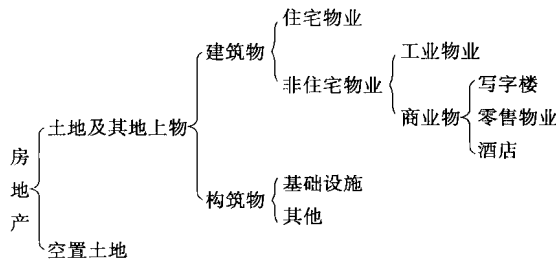 房地产
土地及其地上物
建筑物
住宅物业
非住宅物业
工业物业
商业物
写字楼
零售物业
酒店
构筑物
基础设施
其他
空置土地